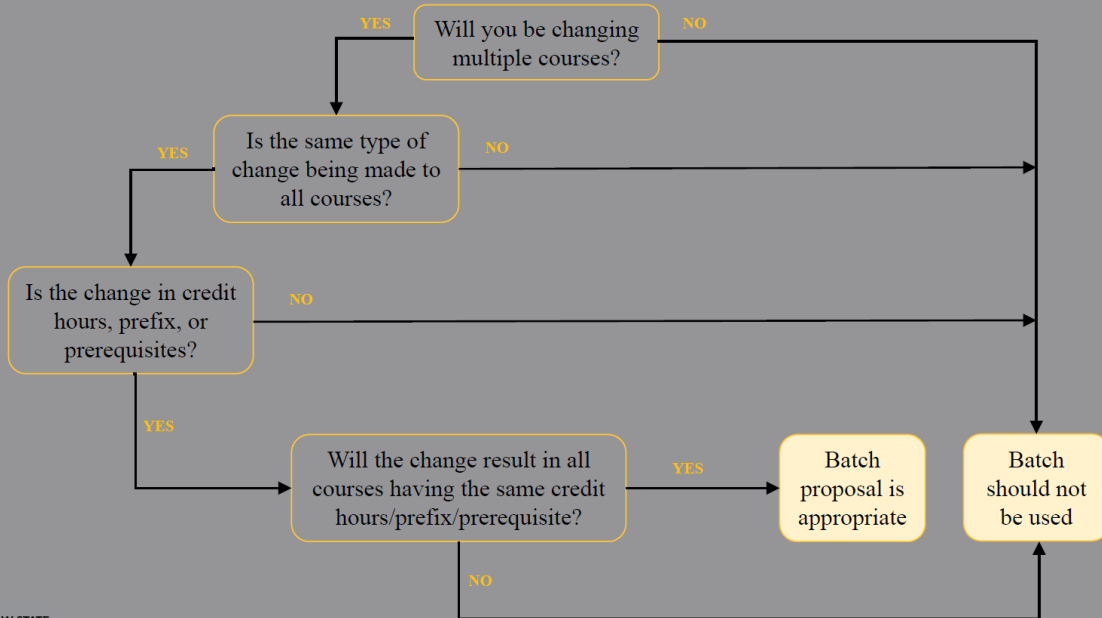 YES
Will you be changing
multiple courses?
NO
YES
Is the same type of
change being made to
all courses?
NO
Is the change in credit
hours, prefix, or
prerequisites?
NO
YES
Will the change result in all
courses having the same credit
hours/prefix/prerequisite?
YES
Batch
proposal is
appropriate
Batch
should not
be used
NO